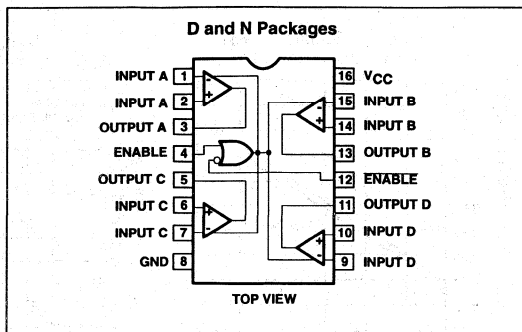 D and N Packages
INPUT A 1
INPUT A 2
OUTPUT A 3
ENABLE 4
OUTPUT C 5
INPUT C 6
INPUT C 7
GND 8
16 VCC
15 INPUT B
14 INPUT B
13 OUTPUT B
12 ENABLE
11 OUTPUT D
10 INPUT D
9 INPUT D
- +
- +
+ -
+ -
TOP VIEW